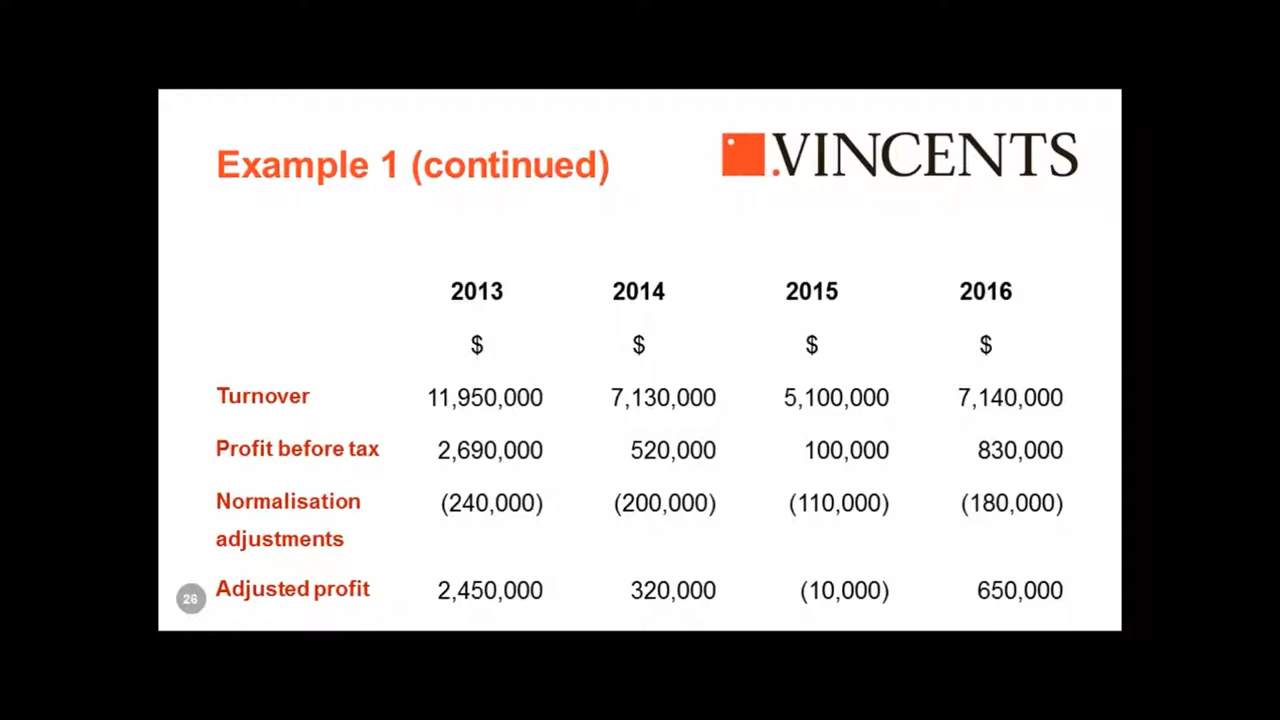 Example 1 (continued)
.VINCENTS
2013 2014 2015 2016
$ $ $ $
Turnover 11,950,000 7,130,000 5,100,000 7,140,000
Profit before tax 2,690,000 520,000 100,000 830,000
Normalisation (240,000) (200,000) (110,000) (180,000)
adjustments
Adjusted profit 2,450,000 320,000 (10,000) 650,000
26